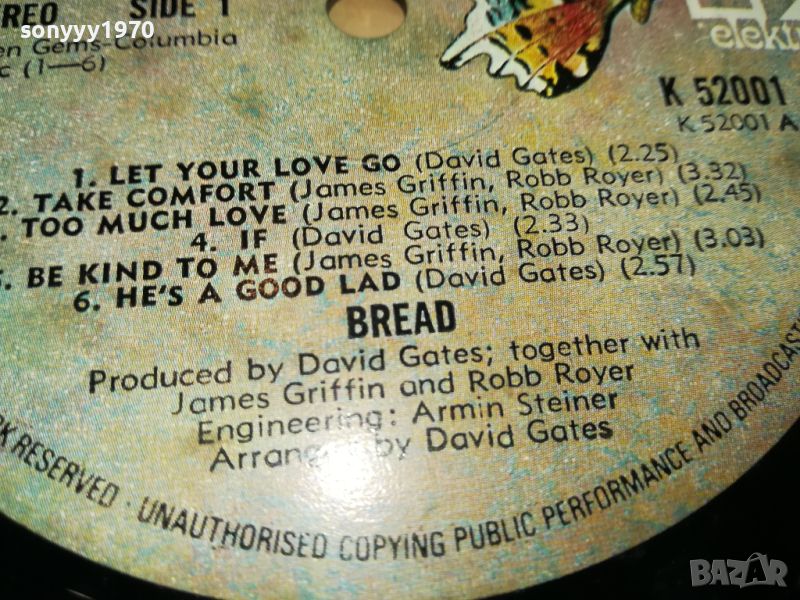 sonyyy1970
SIDE 1
Gems-Columbia
(1—6)
K 52001
K 52001 A
1. LET YOUR LOVE GO (David Gates) (2.25)
2. TAKE COMFORT (James Griffin, Robb Royer) (3.32)
TOO MUCH LOVE (James Griffin, Robb Royer) (2.45)
4. IF (David Gates) (2.33)
BE KIND TO ME (James Griffin, Robb Royer) (3.03)
6. HE'S A GOOD LAD (David Gates) (2.57)
BREAD
Produced by David Gates; together with
James Griffin and Robb Royer
Engineering: Armin Steiner
by David Gates
RESERVED · UNAUTHORISED COPYING PUBLIC PERFORMANCE AND
BAZAR